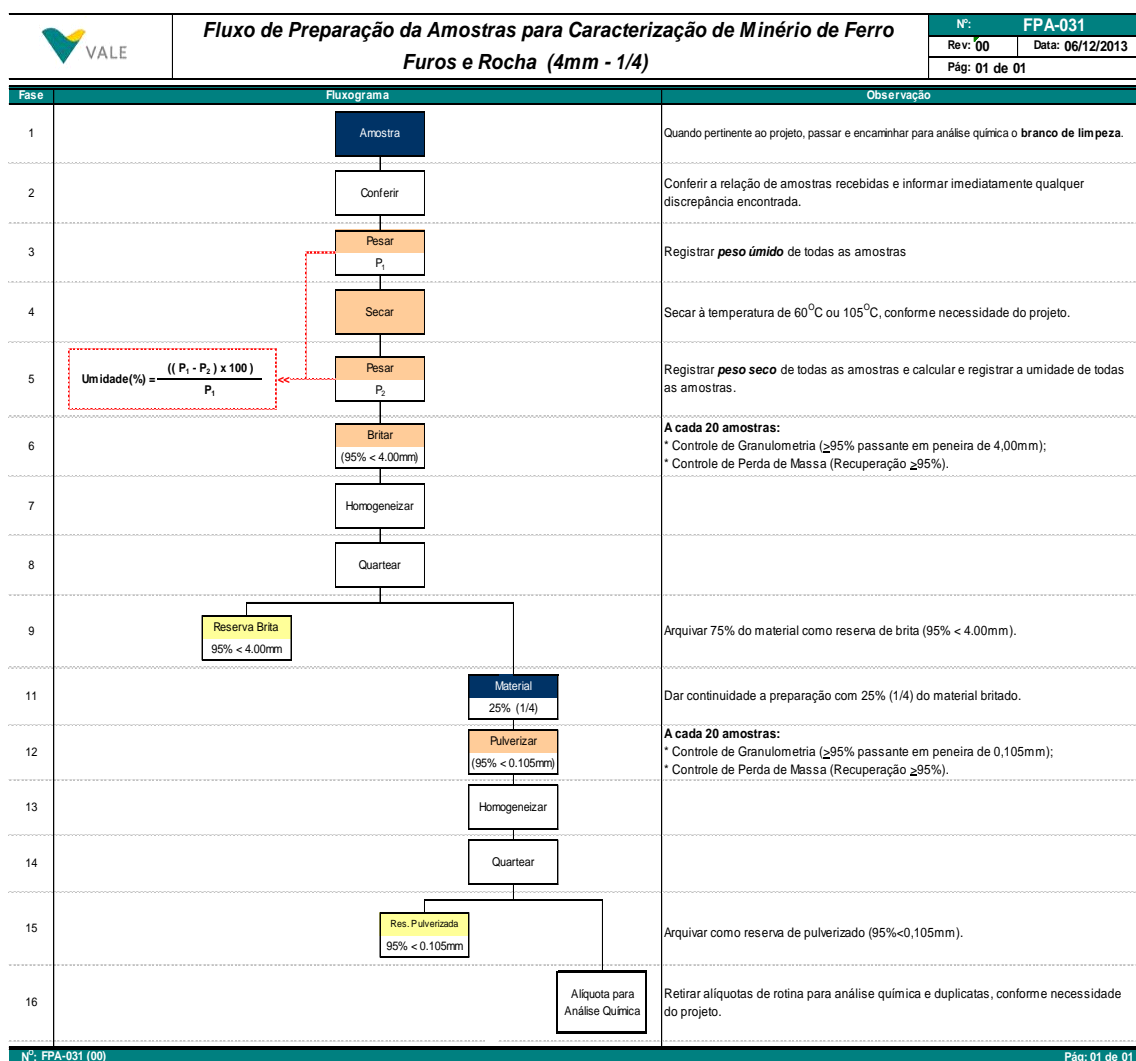 VALE
Fluxo de Preparação da Amostras para Caracterização de Minério de Ferro
Furos e Rocha (4mm - 1/4)
Nº: FPA-031
Rev: 00 Data: 06/12/2013
Pág: 01 de 01
Fase Fluxograma Observação
1
Amostra
Quando pertinente ao projeto, passar e encaminhar para análise química o branco de limpeza.
2
Conferir
Conferir a relação de amostras recebidas e informar imediatamente qualquer
discrepância encontrada.
3
Pesar
P₁
Registrar peso úmido de todas as amostras
4
Secar
Secar à temperatura de 60ᴼC ou 105ᴼC, conforme necessidade do projeto.
5
Umidade(%) = (( P₁ - P₂ ) x 100 )
P₁
<<
Pesar
P₂
Registrar peso seco de todas as amostras e calcular e registrar a umidade de todas
as amostras.
6
Britar
(95% < 4.00mm)
A cada 20 amostras:
* Controle de Granulometria (≥95% passante em peneira de 4,00mm);
* Controle de Perda de Massa (Recuperação ≥95%).
7
Homogeneizar
8
Quartear
9
Reserva Brita
95% < 4.00mm
Arquivar 75% do material como reserva de brita (95% < 4.00mm).
11
Material
25% (1/4)
Dar continuidade a preparação com 25% (1/4) do material britado.
12
Pulverizar
(95% < 0.105mm)
A cada 20 amostras:
* Controle de Granulometria (≥95% passante em peneira de 0,105mm);
* Controle de Perda de Massa (Recuperação ≥95%).
13
Homogeneizar
14
Quartear
15
Res. Pulverizada
95% < 0.105mm
Arquivar como reserva de pulverizado (95%<0,105mm).
16
Alíquota para
Análise Química
Retirar alíquotas de rotina para análise química e duplicatas, conforme necessidade
do projeto.
Nº: FPA-031 (00) Pág: 01 de 01